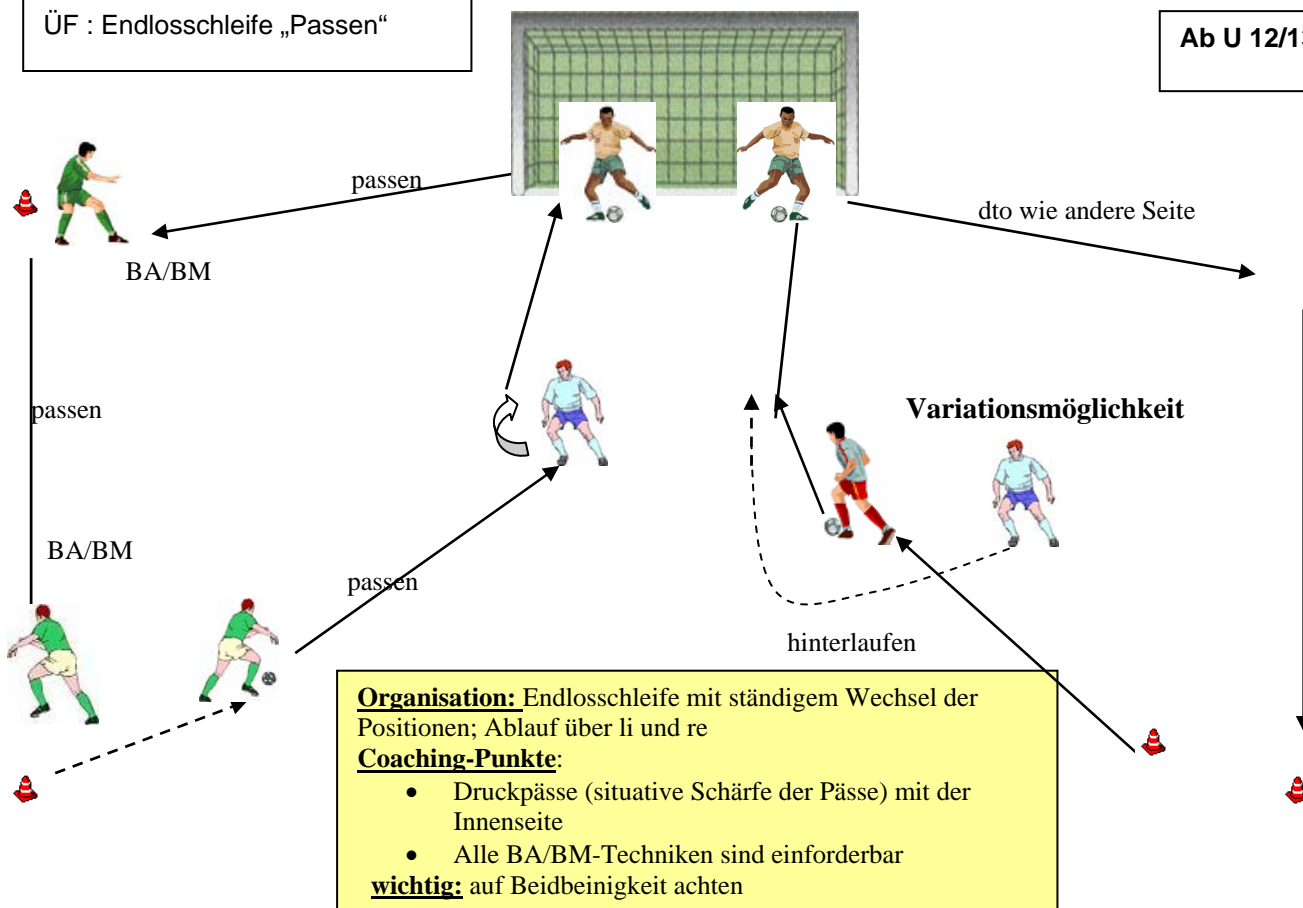 ÜF : Endlosschleife „Passen“
Ab U 12/13
passen
dto wie andere Seite
BA/BM
passen
Variationsmöglichkeit
BA/BM
passen
hinterlaufen
Organisation: Endlosschleife mit ständigem Wechsel der
Positionen; Ablauf über li und re
Coaching-Punkte:
• Druckpässe (situative Schärfe der Pässe) mit der
Innenseite
• Alle BA/BM-Techniken sind einforderbar
wichtig: auf Beidbeinigkeit achten